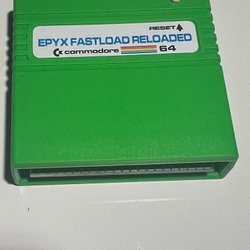 RESET
EPYX FASTLOAD RELOADED
commodore 64